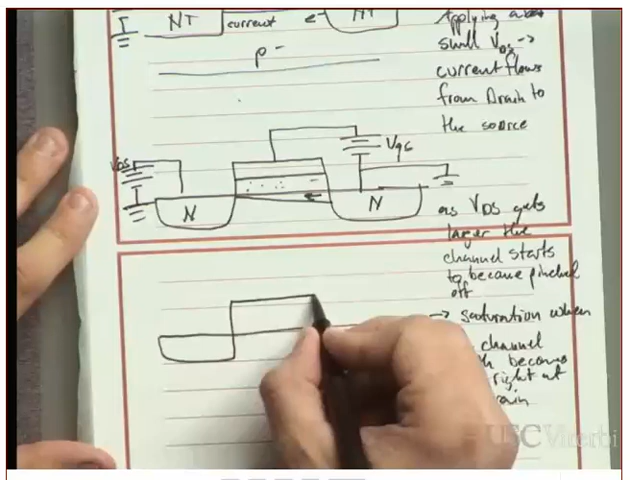 N+
current
e-
Applying a
small VDS →
current flows
from Drain to
the source
p-
VDS
Vgs
N
N
as VDS gets
larger the
channel starts
to become pinched
off
→ saturation when
channel
becomes
right at
USC Viterbi